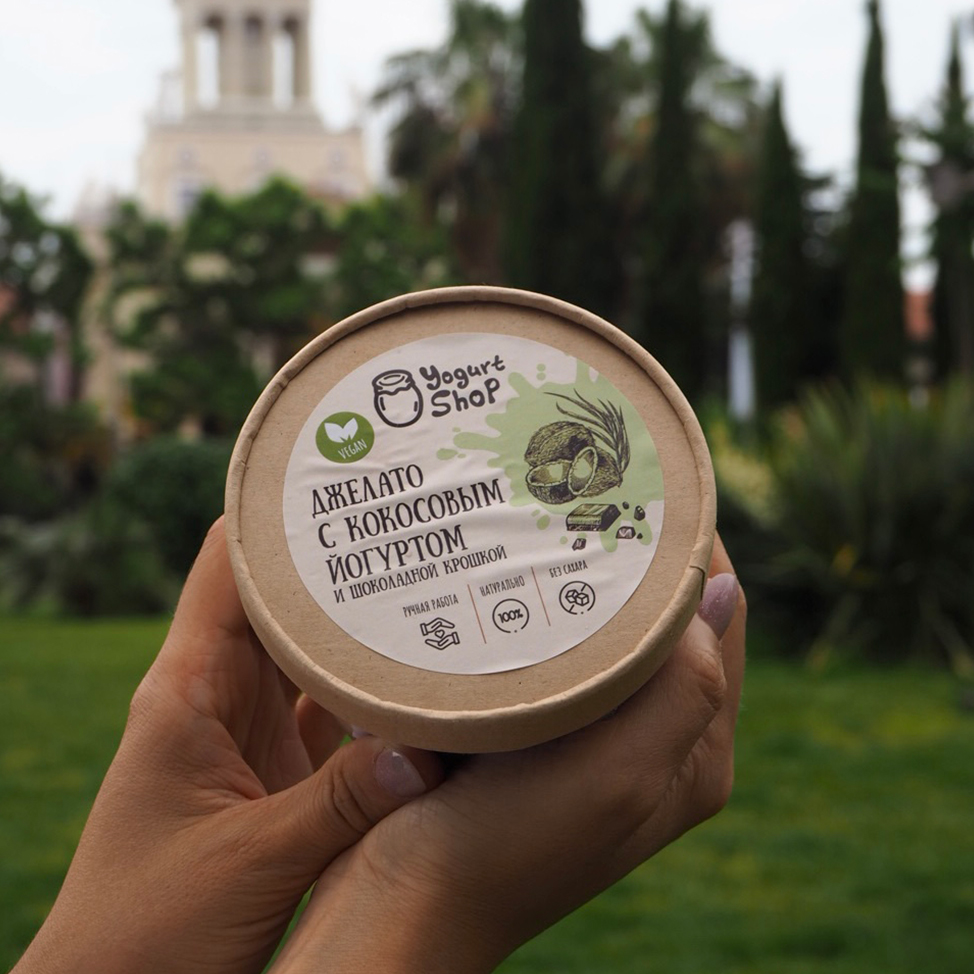 Yogurt
Shop
VEGAN
ДЖЕЛАТО
С КОКОСОВЫМ
ЙОГУРТОМ
И ШОКОЛАДНОЙ КРОШКОЙ
РУЧНАЯ РАБОТА
НАТУРАЛЬНО
БЕЗ САХАРА
100%